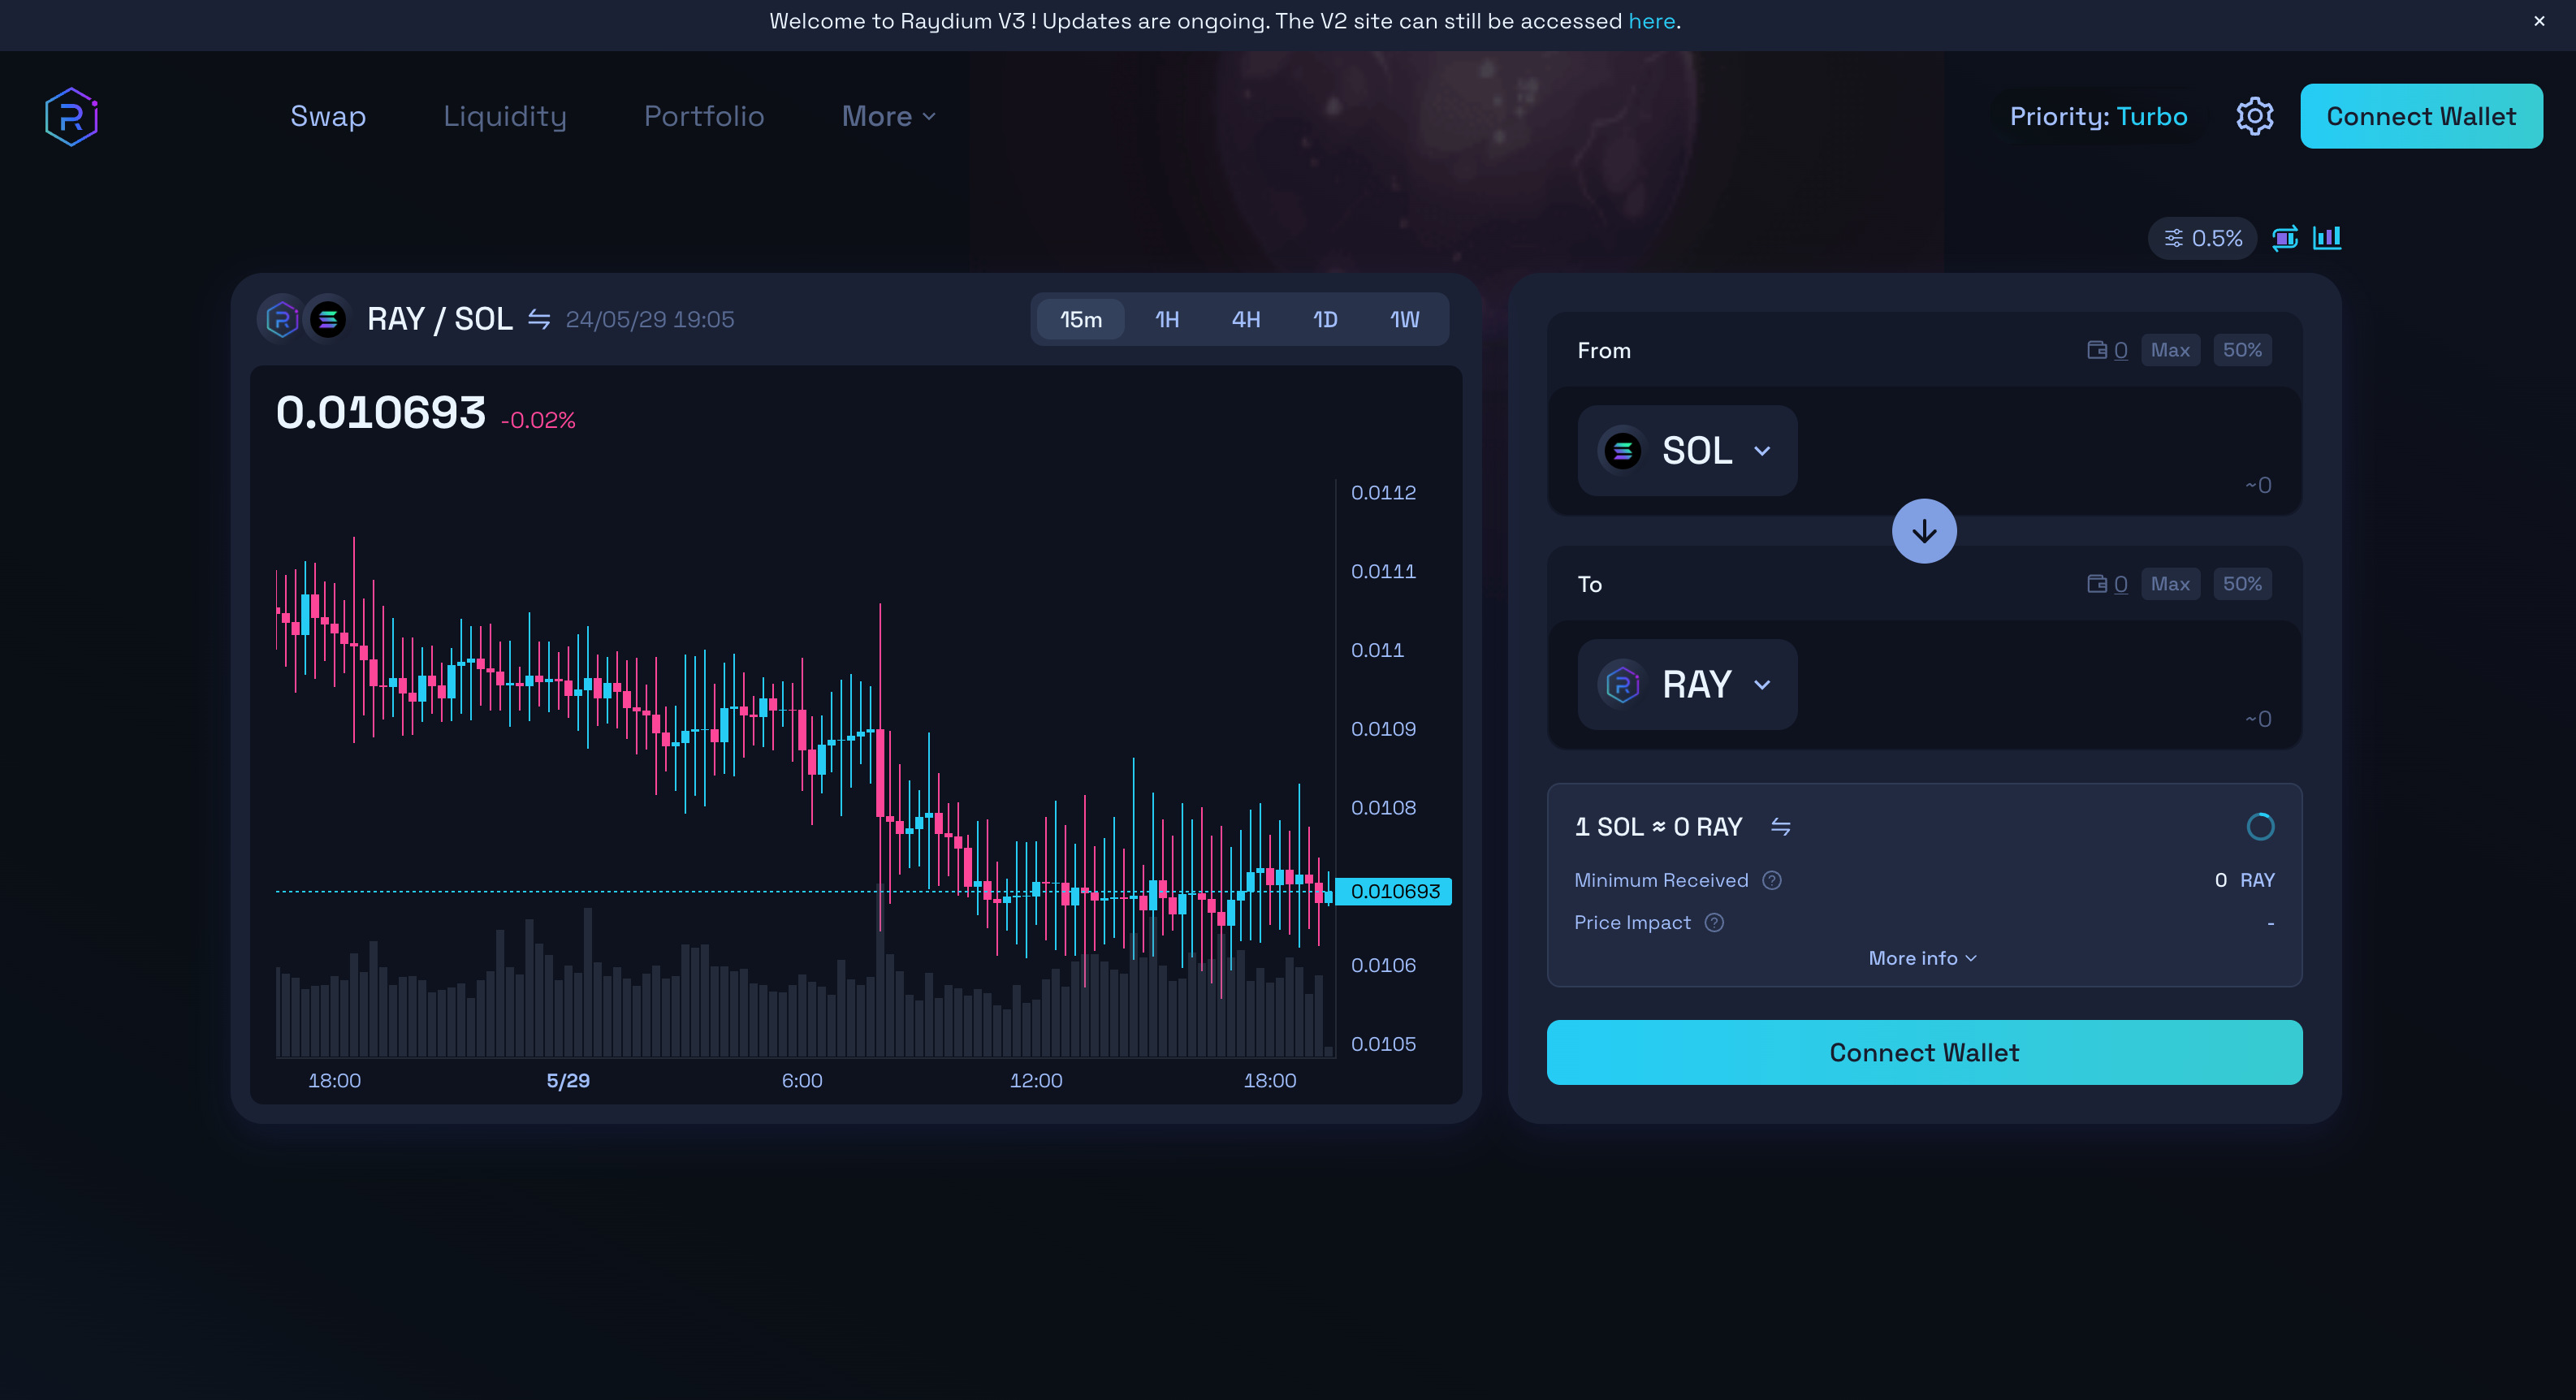 Welcome to Raydium V3 ! Updates are ongoing. The V2 site can still be accessed here.
Swap Liquidity Portfolio More
Priority: Turbo
Connect Wallet
0.5%
RAY / SOL 24/05/29 19:05
15m 1H 4H 1D 1W
0.010693 -0.02%
0.0112
0.0111
0.011
0.0109
0.0108
0.010693
0.0106
0.0105
18:00 5/29 6:00 12:00 18:00
From 0 Max 50%
SOL
~0
To 0 Max 50%
RAY
~0
1 SOL ≈ 0 RAY
Minimum Received 0 RAY
Price Impact -
More info
Connect Wallet